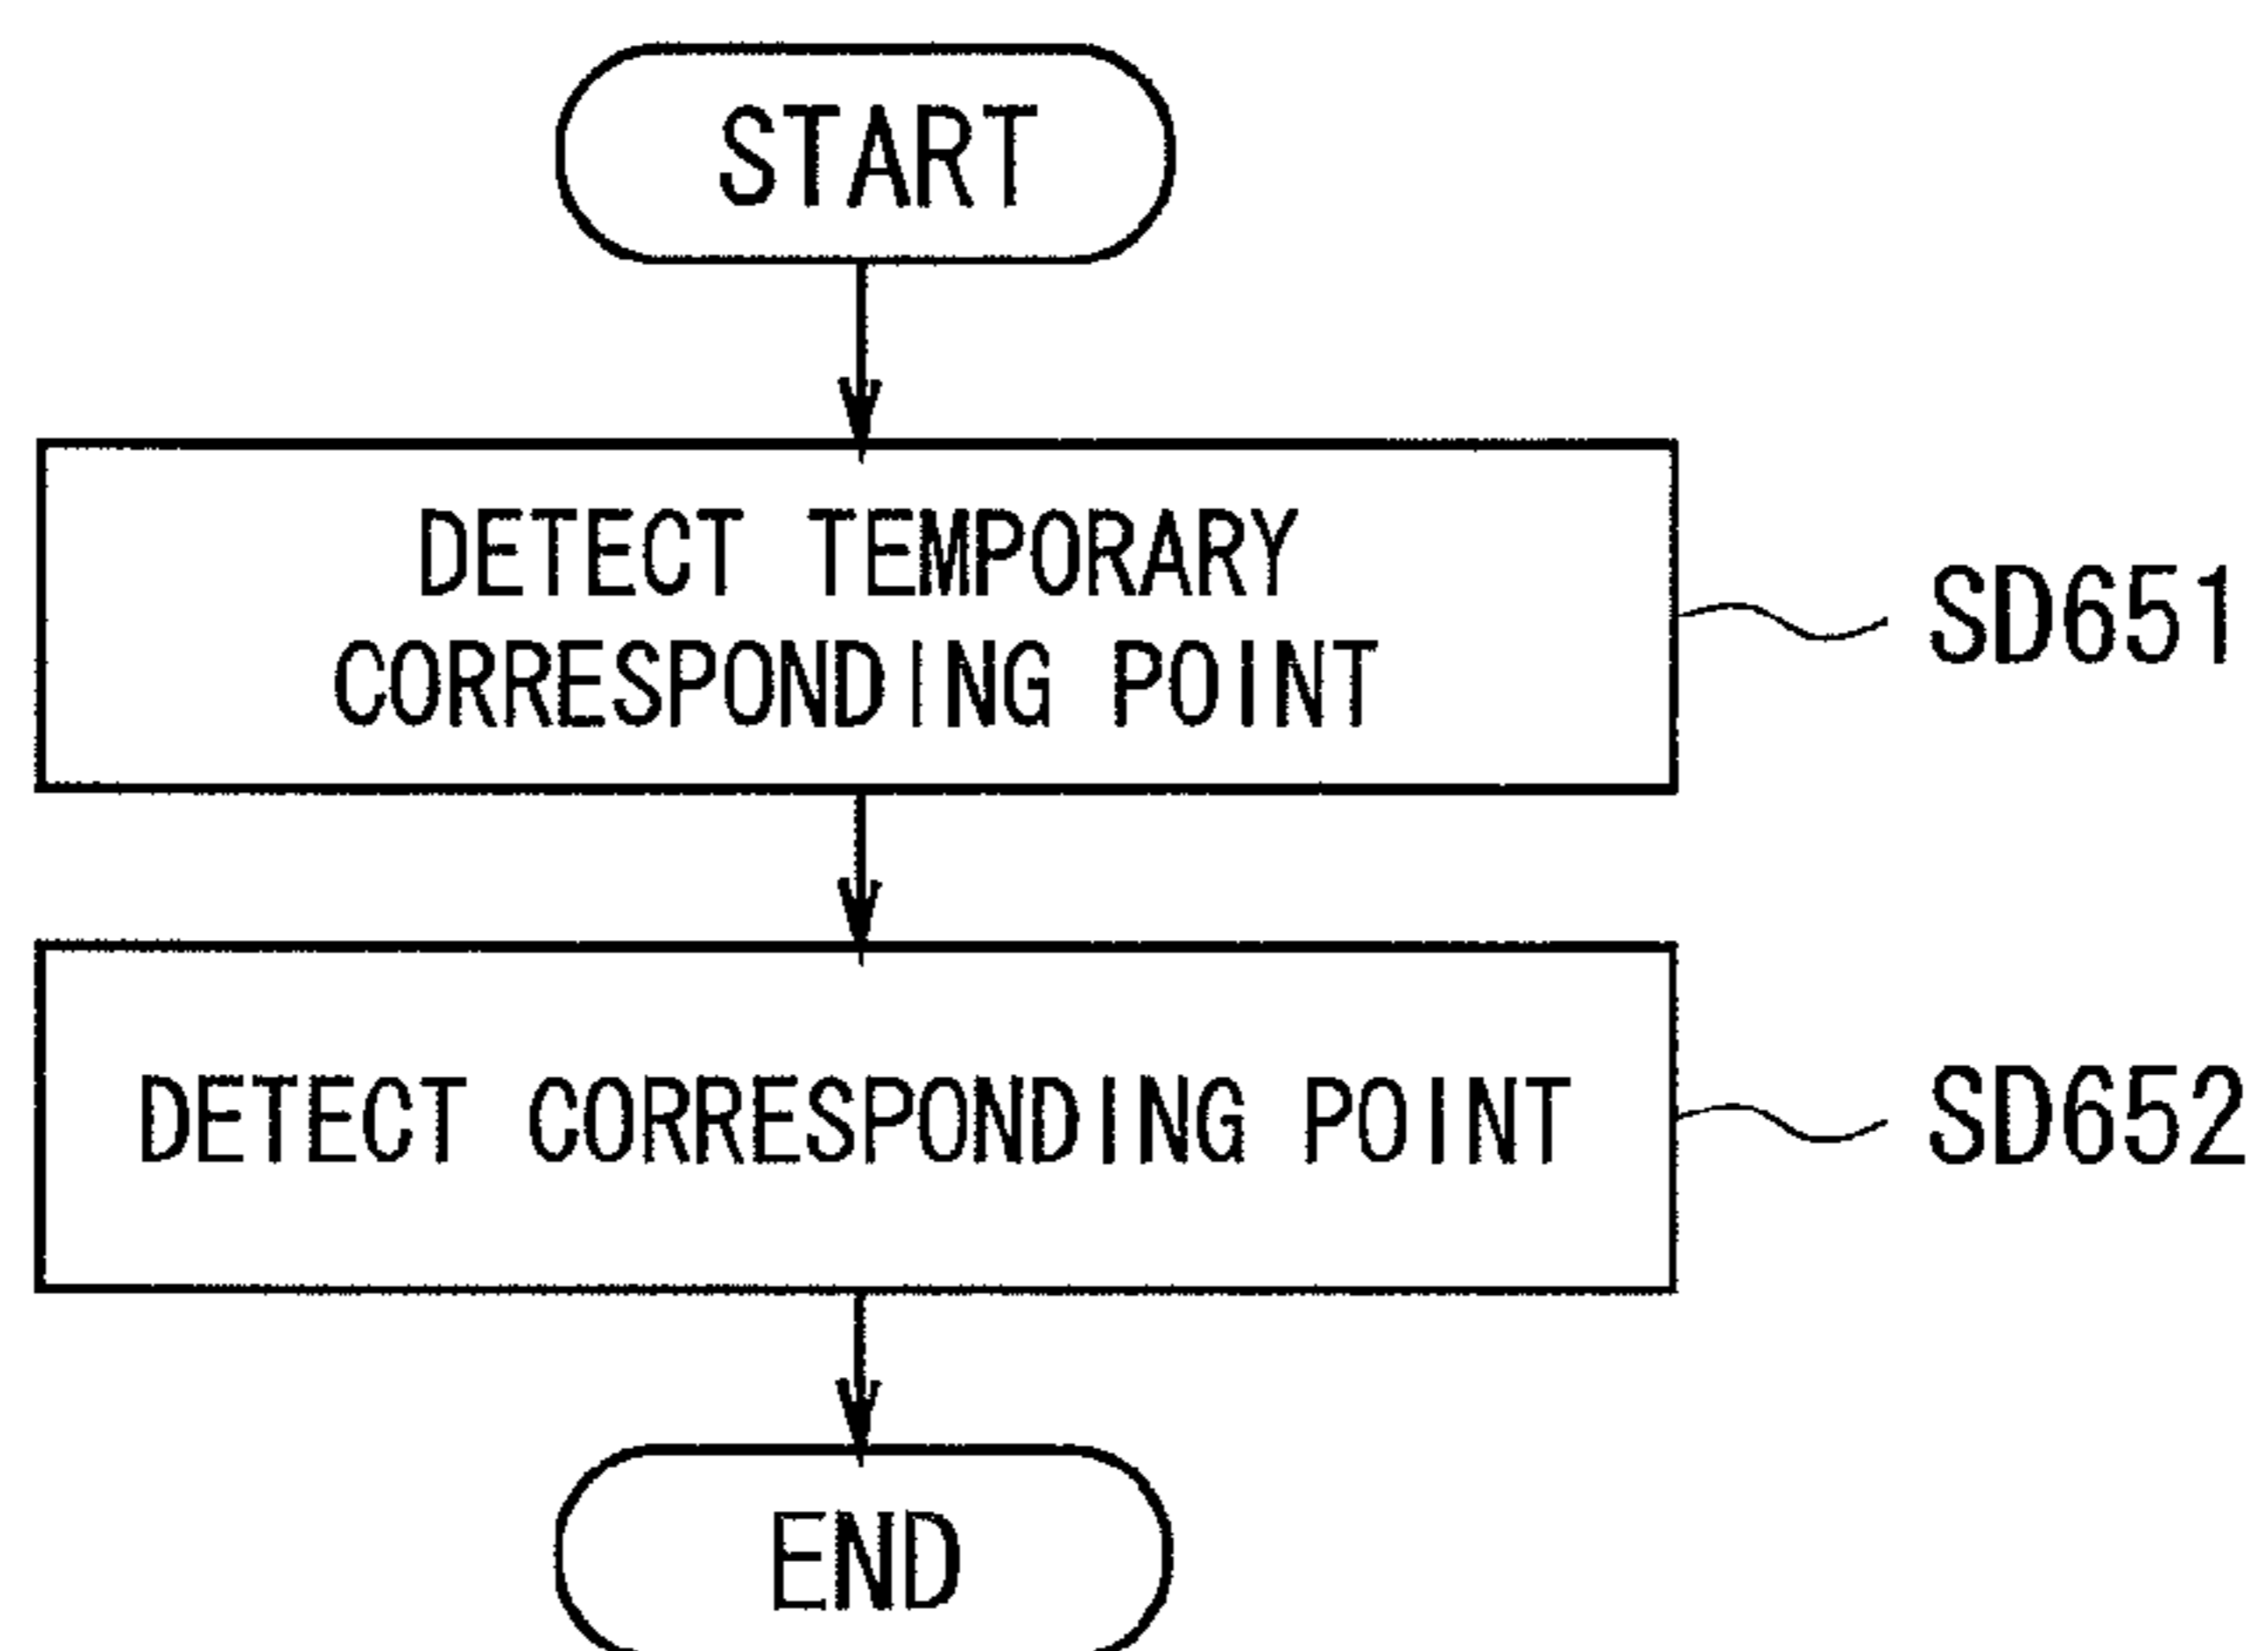 START
DETECT TEMPORARY
CORRESPONDING POINT
SD651
DETECT CORRESPONDING POINT
SD652
END